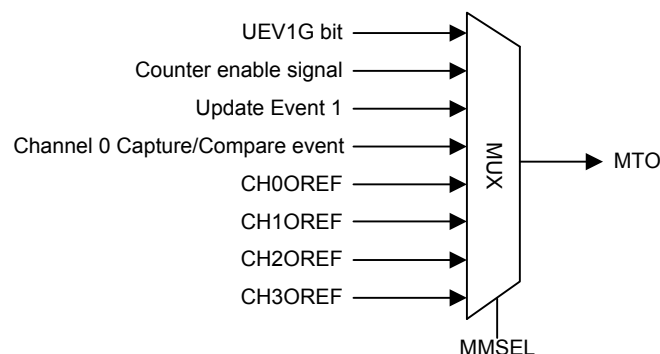 UEV1G bit
Counter enable signal
Update Event 1
Channel 0 Capture/Compare event
CH0OREF
CH1OREF
CH2OREF
CH3OREF
MUX
MTO
MMSEL